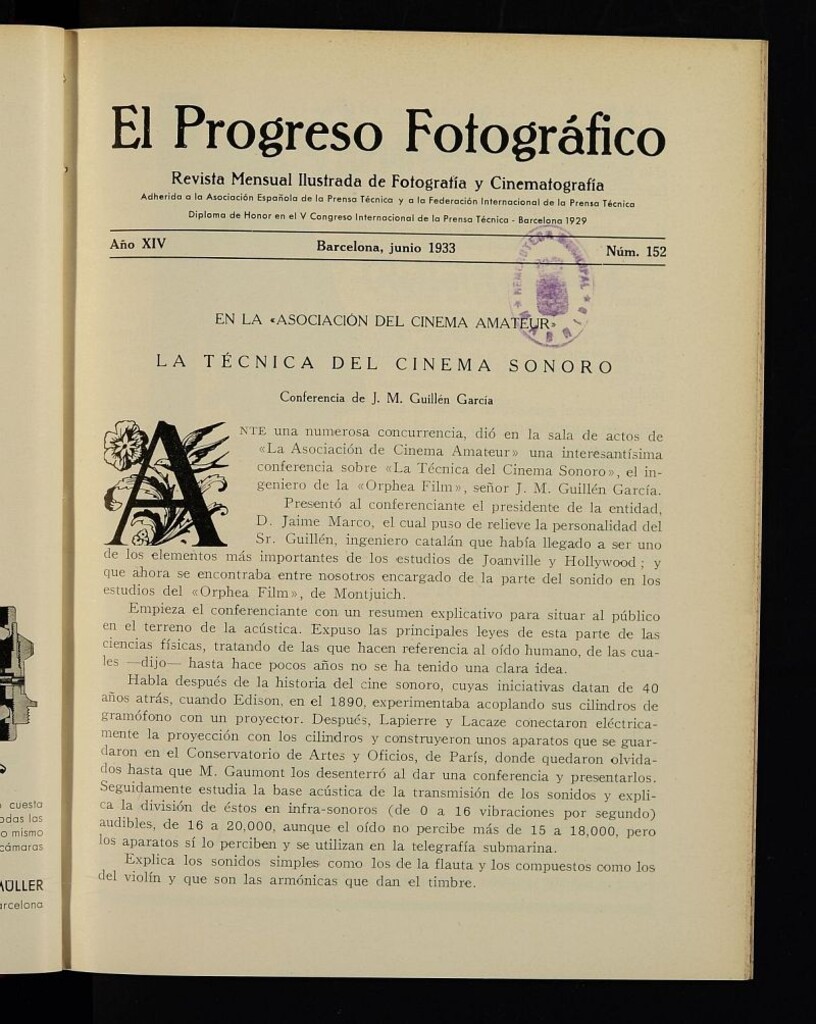 El Progreso Fotográfico
Revista Mensual Ilustrada de Fotografía y Cinematografía
Adherida a la Asociación Española de la Prensa Técnica y a la Federación Internacional de la Prensa Técnica
Diploma de Honor en el V Congreso Internacional de la Prensa Técnica - Barcelona 1929
Año XIV Barcelona, junio 1933 Núm. 152
HEMEROTECA MUNICIPAL
MADRID
EN LA «ASOCIACIÓN DEL CINEMA AMATEUR»
LA TÉCNICA DEL CINEMA SONORO
Conferencia de J. M. Guillén García
ANTE una numerosa concurrencia, dió en la sala de actos de
«La Asociación de Cinema Amateur» una interesantísima
conferencia sobre «La Técnica del Cinema Sonoro», el in-
geniero de la «Orphea Film», señor J. M. Guillén García.
Presentó al conferenciante el presidente de la entidad,
D. Jaime Marco, el cual puso de relieve la personalidad del
Sr. Guillén, ingeniero catalán que había llegado a ser uno
de los elementos más importantes de los estudios de Joanville y Hollywood ; y
que ahora se encontraba entre nosotros encargado de la parte del sonido en los
estudios del «Orphea Film», de Montjuich.
Empieza el conferenciante con un resumen explicativo para situar al público
en el terreno de la acústica. Expuso las principales leyes de esta parte de las
ciencias físicas, tratando de las que hacen referencia al oído humano, de las cua-
les —dijo— hasta hace pocos años no se ha tenido una clara idea.
Habla después de la historia del cine sonoro, cuyas iniciativas datan de 40
años atrás, cuando Edison, en el 1890, experimentaba acoplando sus cilindros de
gramófono con un proyector. Después, Lapierre y Lacaze conectaron eléctrica-
mente la proyección con los cilindros y construyeron unos aparatos que se guar-
daron en el Conservatorio de Artes y Oficios, de París, donde quedaron olvida-
dos hasta que M. Gaumont los desenterró al dar una conferencia y presentarlos.
Seguidamente estudia la base acústica de la transmisión de los sonidos y expli-
ca la división de éstos en infra-sonoros (de 0 a 16 vibraciones por segundo)
audibles, de 16 a 20,000, aunque el oído no percibe más de 15 a 18,000, pero
los aparatos sí lo perciben y se utilizan en la telegrafía submarina.
Explica los sonidos simples como los de la flauta y los compuestos como los
del violín y que son las armónicas que dan el timbre.
cuesta
odas las
o mismo
cámaras
MÜLLER
arcelona